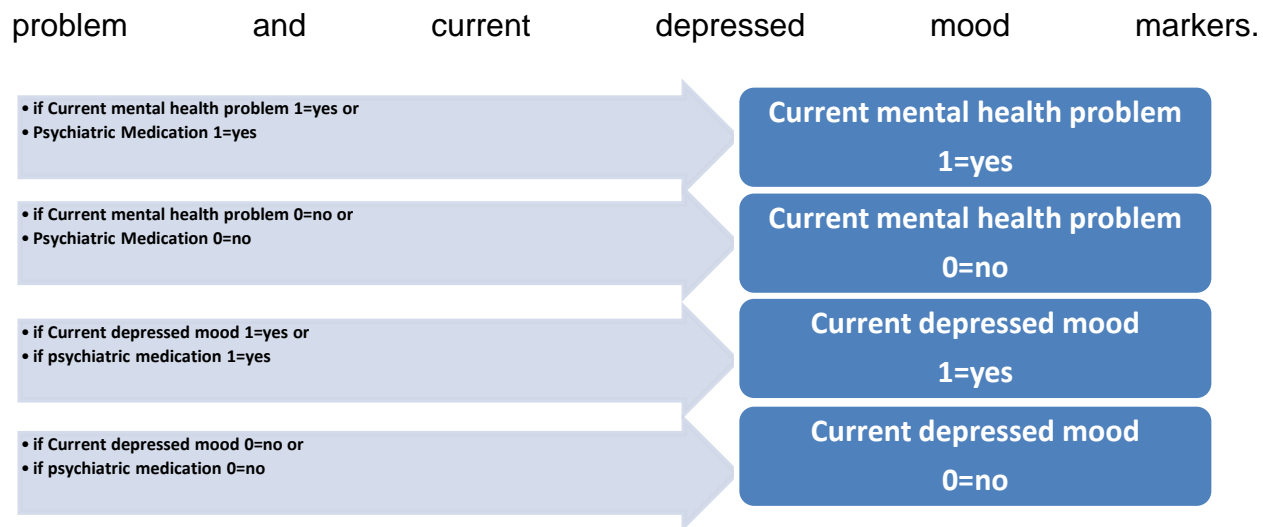 problem and current depressed mood markers.
• if Current mental health problem 1=yes or
• Psychiatric Medication 1=yes
Current mental health problem
1=yes
• if Current mental health problem 0=no or
• Psychiatric Medication 0=no
Current mental health problem
0=no
• if Current depressed mood 1=yes or
• if psychiatric medication 1=yes
Current depressed mood
1=yes
• if Current depressed mood 0=no or
• if psychiatric medication 0=no
Current depressed mood
0=no